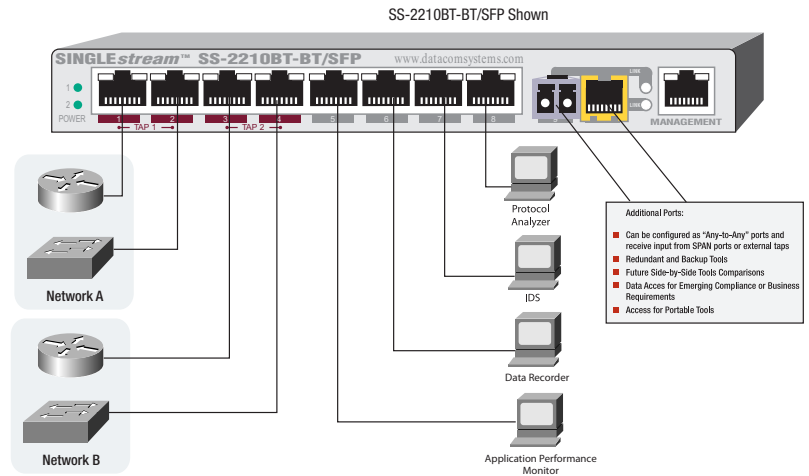 SS-2210BT-BT/SFP Shown
SINGLEstream™ SS-2210BT-BT/SFP
www.datacomsystems.com
1
2
POWER
1
2
3
4
5
6
7
8
TAP 1
TAP 2
LINK
LINK
MANAGEMENT
Network A
Network B
Protocol
Analyzer
IDS
Data Recorder
Application Performance
Monitor
Additional Ports:
Can be configured as “Any-to-Any” ports and
receive input from SPAN ports or external taps
Redundant and Backup Tools
Future Side-by-Side Tools Comparisons
Data Acces for Emerging Compliance or Business
Requirements
Access for Portable Tools